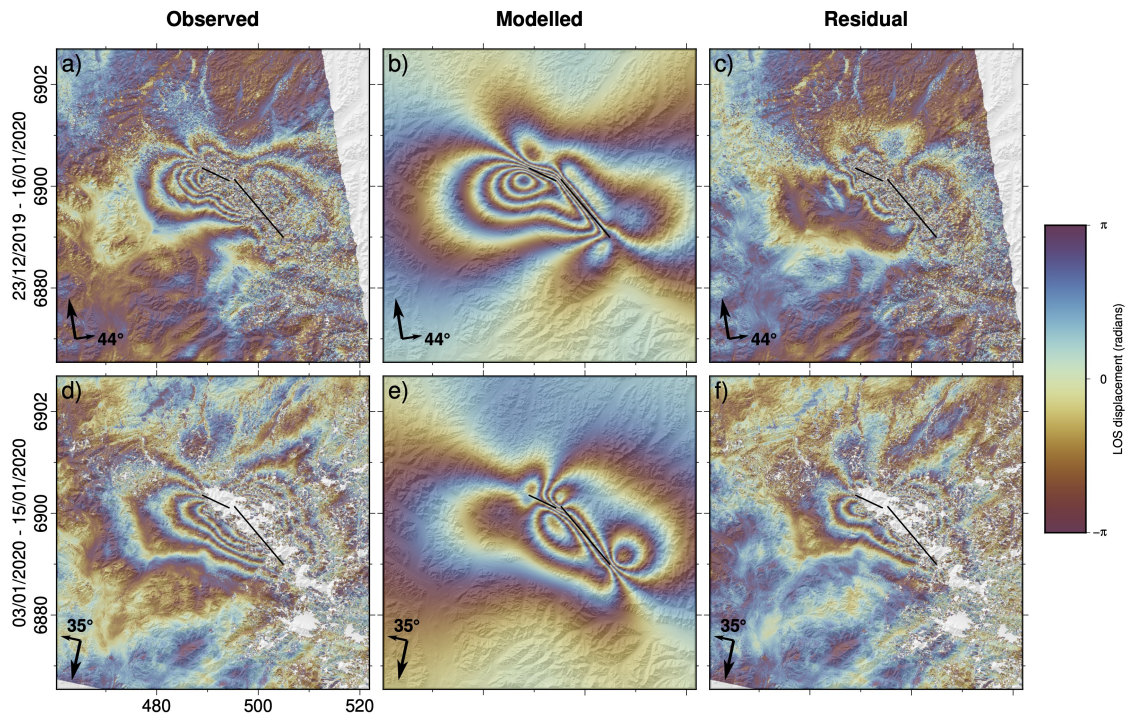 Observed
Modelled
Residual
23/12/2019 - 16/01/2020
6902
6900
6880
a)
44°
b)
44°
c)
44°
03/01/2020 - 15/01/2020
6902
6900
6880
d)
35°
e)
35°
f)
35°
480
500
520
π
0
−π
LOS displacement (radians)